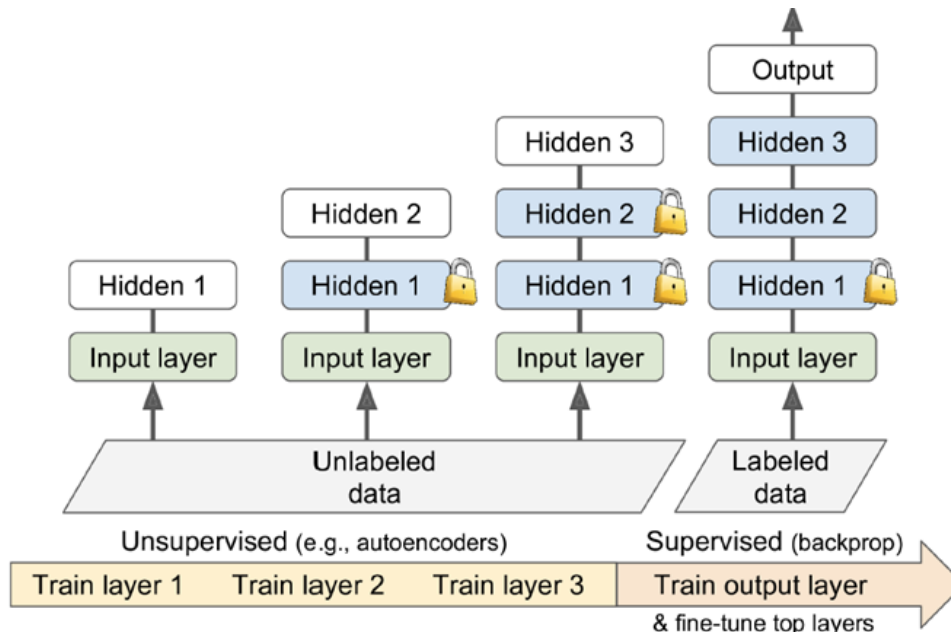 Output
Hidden 3
Hidden 3
Hidden 2
Hidden 2
Hidden 2
Hidden 1
Hidden 1
Hidden 1
Hidden 1
Input layer
Input layer
Input layer
Input layer
Unlabeled
data
Labeled
data
Unsupervised (e.g., autoencoders)
Supervised (backprop)
Train layer 1
Train layer 2
Train layer 3
Train output layer
& fine-tune top layers